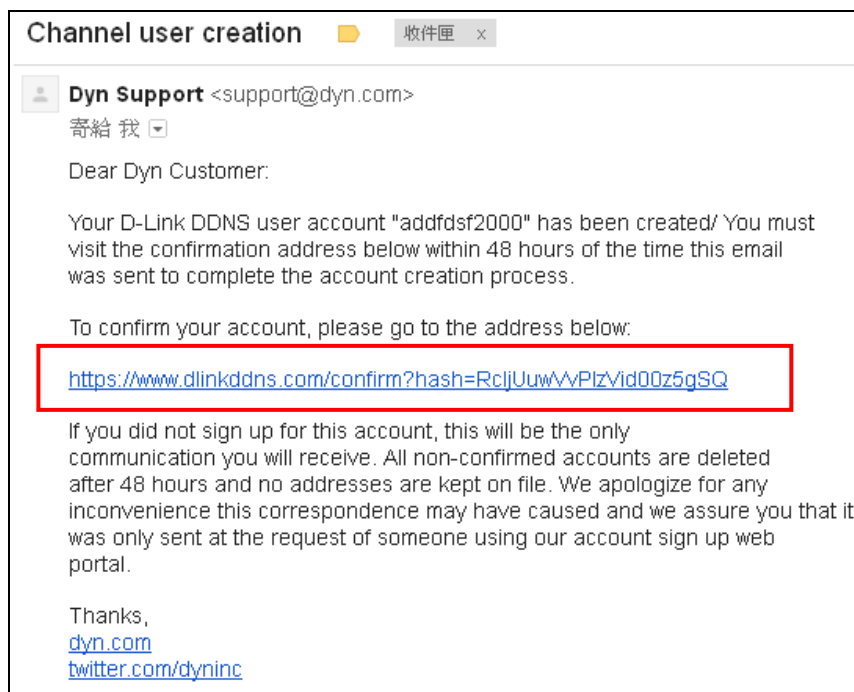 Channel user creation 收件匣 x
Dyn Support <support@dyn.com>
寄給 我
Dear Dyn Customer:
Your D-Link DDNS user account "addfdsf2000" has been created/ You must
visit the confirmation address below within 48 hours of the time this email
was sent to complete the account creation process.
To confirm your account, please go to the address below:
https://www.dlinkddns.com/confirm?hash=RcljUuwVvPlzVid00z5gSQ
If you did not sign up for this account, this will be the only
communication you will receive. All non-confirmed accounts are deleted
after 48 hours and no addresses are kept on file. We apologize for any
inconvenience this correspondence may have caused and we assure you that it
was only sent at the request of someone using our account sign up web
portal.
Thanks,
dyn.com
twitter.com/dyninc